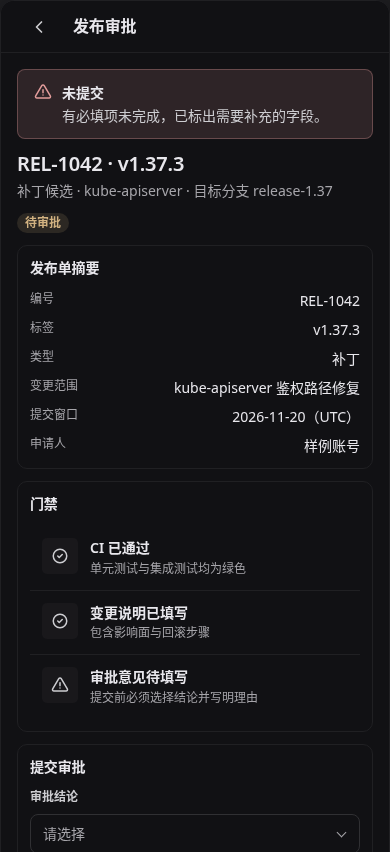 发布审批
未提交
有必填项未完成，已标出需要补充的字段。
REL-1042 · v1.37.3
补丁候选 · kube-apiserver · 目标分支 release-1.37
待审批
发布单摘要
编号 REL-1042
标签 v1.37.3
类型 补丁
变更范围 kube-apiserver 鉴权路径修复
提交窗口 2026-11-20（UTC）
申请人 样例账号
门禁
CI 已通过
单元测试与集成测试均为绿色
变更说明已填写
包含影响面与回滚步骤
审批意见待填写
提交前必须选择结论并写明理由
提交审批
审批结论
请选择